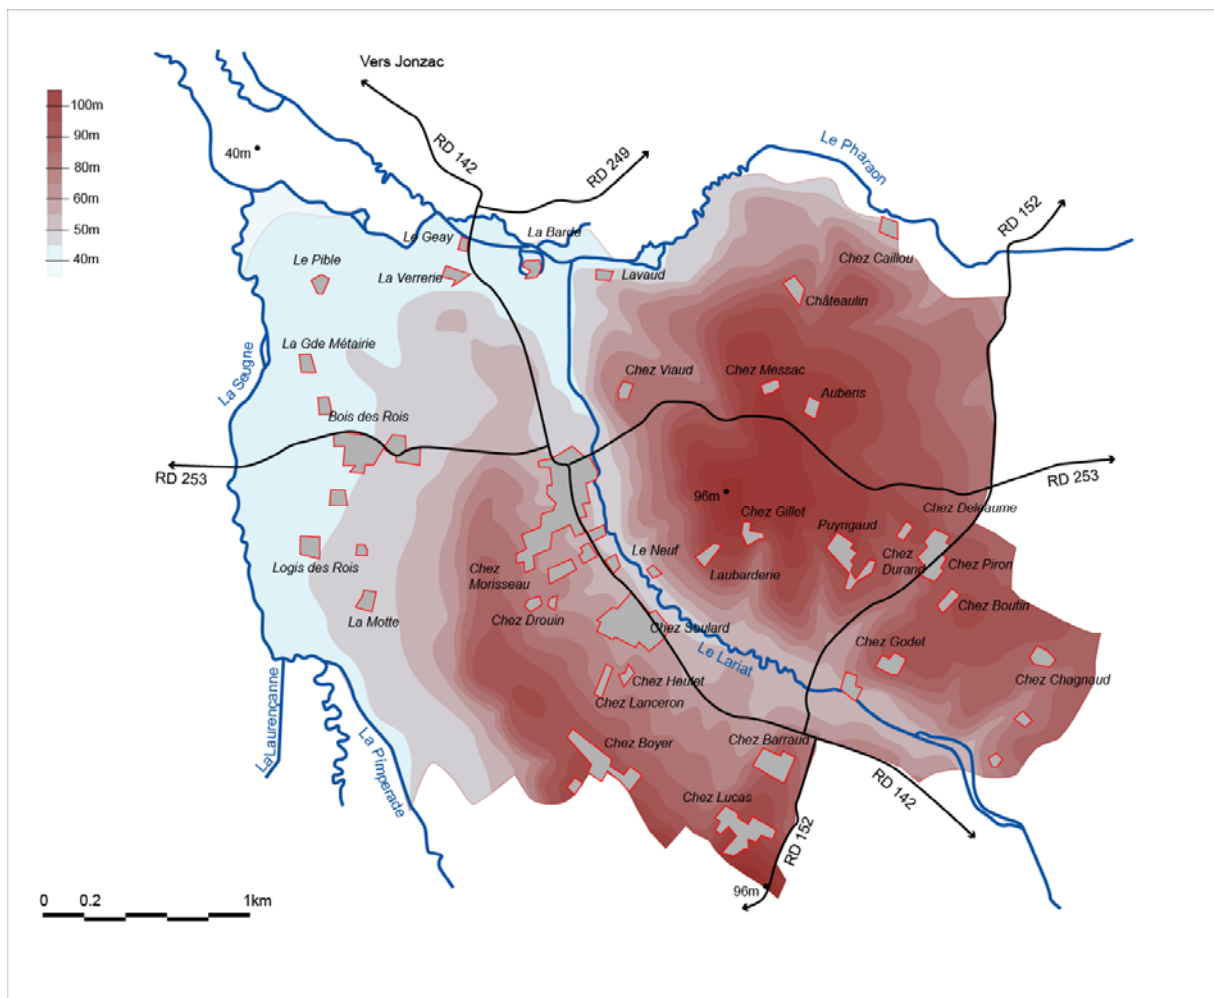 Vers Jonzac
100m
90m
80m
60m
50m
40m
40m
RD 142
RD 249
Le Pharaon
RD 152
Le Geay
La Barde
Chez Caillou
Le Pible
La Verrerie
Lavaud
Châteaulin
La Seugne
La Gde Métairie
Chez Viaud
Chez Messac
Auberis
Bois des Rois
RD 253
RD 253
96m
Chez Gillet
Chez Deleaume
Puyrigaud
Le Neuf
Chez
Durand
Chez Piron
Logis des Rois
Chez
Morisseau
Laubarderie
Chez Boutin
La Motte
Chez Drouin
Chez Soulard
Chez Godet
Le Lariat
Chez Heulet
Chez Chagnaud
Chez Lanceron
La Laurençanne
La Pimperade
Chez Boyer
Chez Barraud
RD 142
Chez Lucas
RD 152
96m
0 0.2 1km